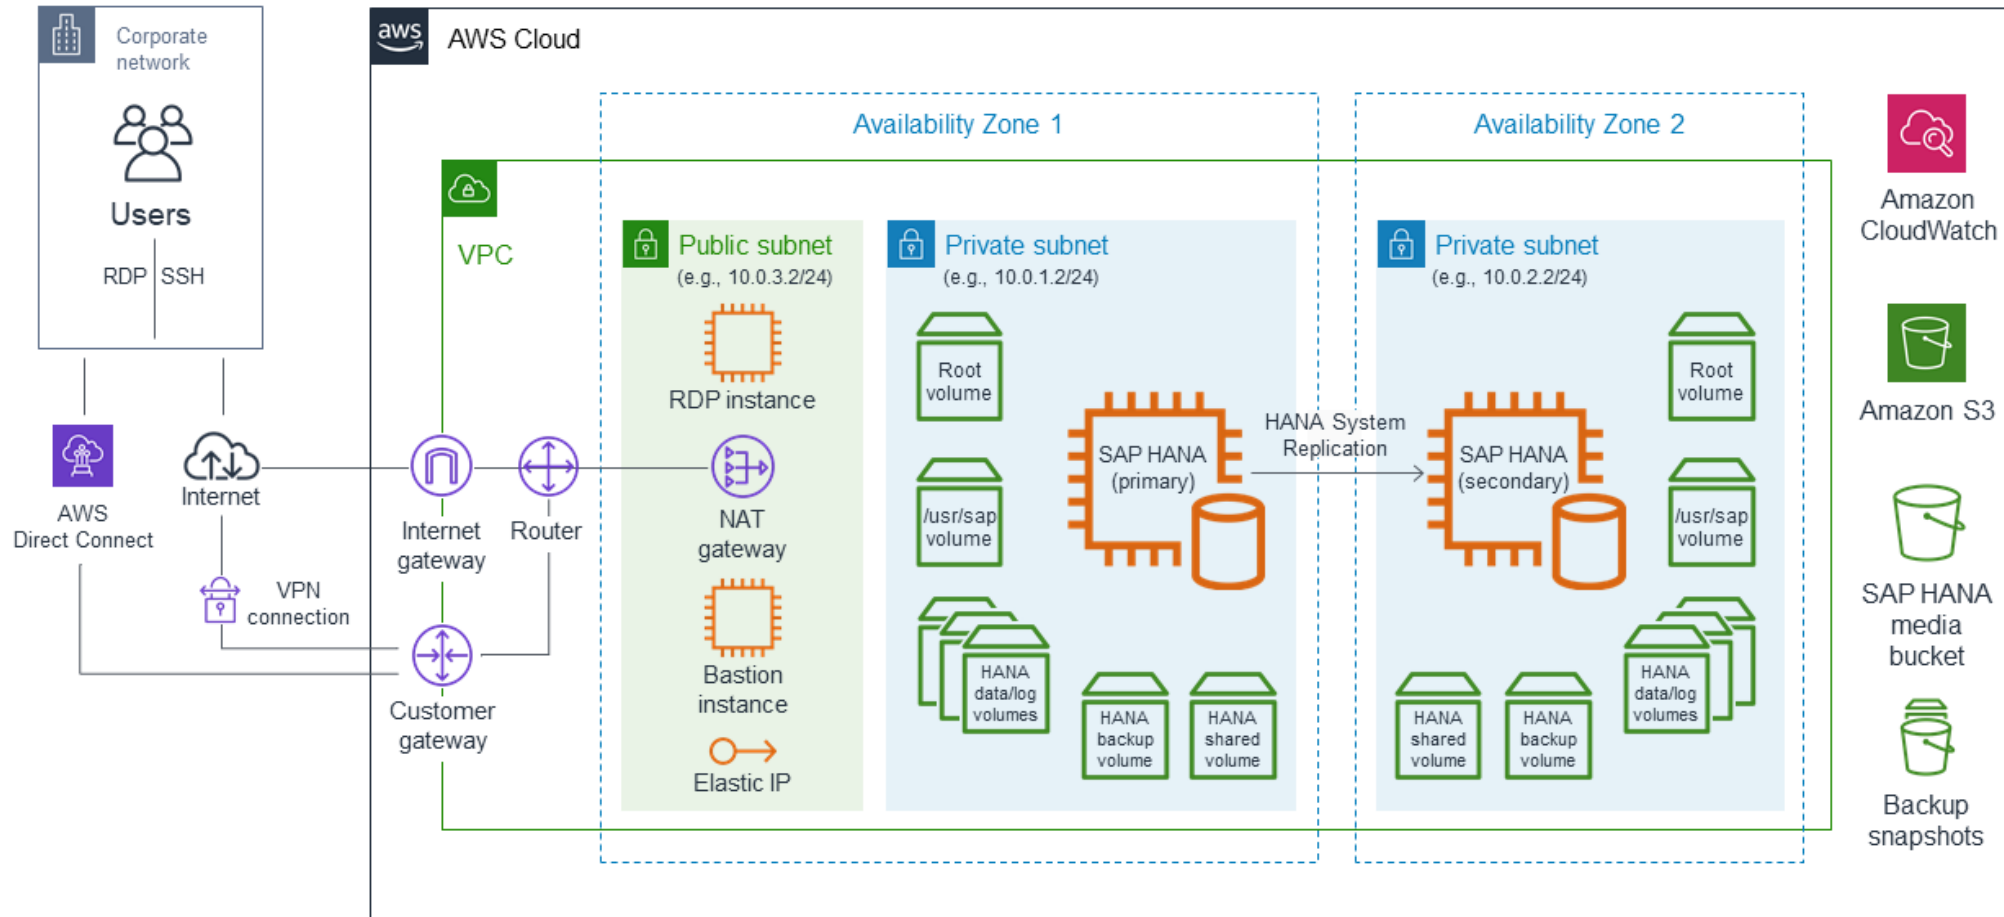 Corporate
network
Users
RDP
SSH
AWS
Direct Connect
Internet
VPN
connection
aws
AWS Cloud
VPC
Internet
gateway
Router
Customer
gateway
Availability Zone 1
Public subnet
(e.g., 10.0.3.2/24)
RDP instance
NAT
gateway
Bastion
instance
Elastic IP
Private subnet
(e.g., 10.0.1.2/24)
Root
volume
/usr/sap
volume
HANA
data/log
volumes
SAP HANA
(primary)
HANA
backup
volume
HANA
shared
volume
HANA System
Replication
Availability Zone 2
Private subnet
(e.g., 10.0.2.2/24)
SAP HANA
(secondary)
Root
volume
/usr/sap
volume
HANA
data/log
volumes
HANA
shared
volume
HANA
backup
volume
Amazon
CloudWatch
Amazon S3
SAP HANA
media
bucket
Backup
snapshots